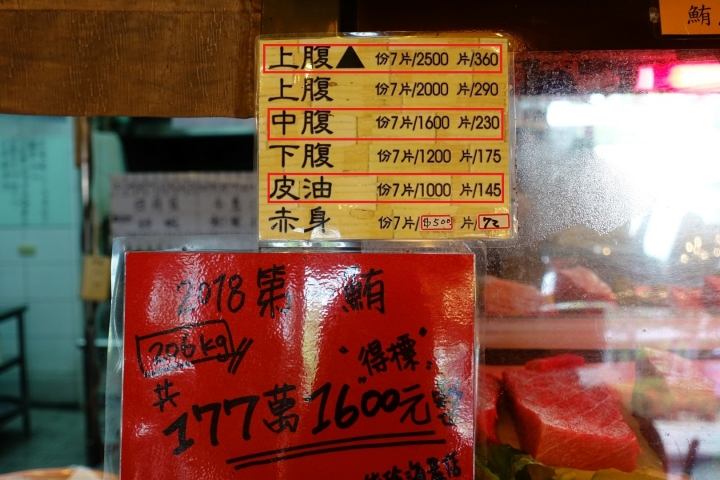 鮪
上腹▲ 份7片/2500 片/360
上腹 份7片/2000 片/290
中腹 份7片/1600 片/230
下腹 份7片/1200 片/175
皮油 份7片/1000 片/145
赤身 份7片/$500 片/72
2018 第 鮪
206kg
"得標"
共177萬1600元